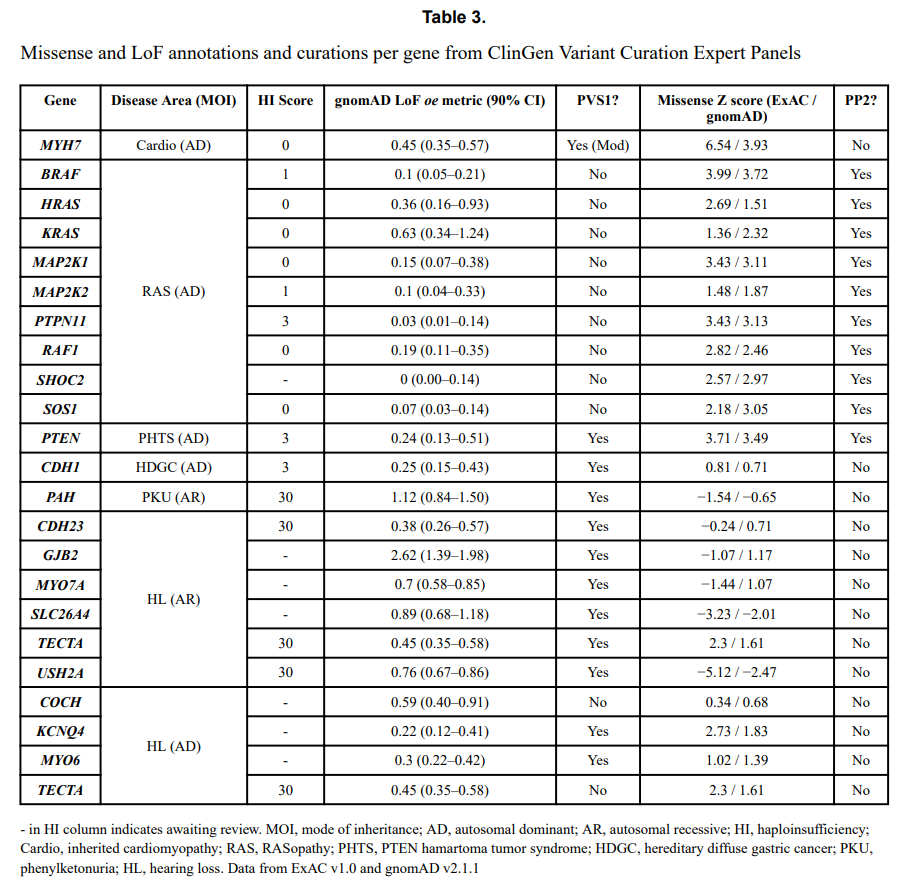 Table 3.
Missense and LoF annotations and curations per gene from ClinGen Variant Curation Expert Panels
Gene Disease Area (MOI) HI Score gnomAD LoF oe metric (90% CI) PVS1? Missense Z score (ExAC / gnomAD) PP2?
MYH7 Cardio (AD) 0 0.45 (0.35–0.57) Yes (Mod) 6.54 / 3.93 No
BRAF 1 0.1 (0.05–0.21) No 3.99 / 3.72 Yes
HRAS 0 0.36 (0.16–0.93) No 2.69 / 1.51 Yes
KRAS 0 0.63 (0.34–1.24) No 1.36 / 2.32 Yes
MAP2K1 0 0.15 (0.07–0.38) No 3.43 / 3.11 Yes
MAP2K2 RAS (AD) 1 0.1 (0.04–0.33) No 1.48 / 1.87 Yes
PTPN11 3 0.03 (0.01–0.14) No 3.43 / 3.13 Yes
RAF1 0 0.19 (0.11–0.35) No 2.82 / 2.46 Yes
SHOC2 - 0 (0.00–0.14) No 2.57 / 2.97 Yes
SOS1 0 0.07 (0.03–0.14) No 2.18 / 3.05 Yes
PTEN PHTS (AD) 3 0.24 (0.13–0.51) Yes 3.71 / 3.49 Yes
CDH1 HDGC (AD) 3 0.25 (0.15–0.43) Yes 0.81 / 0.71 No
PAH PKU (AR) 30 1.12 (0.84–1.50) Yes −1.54 / −0.65 No
CDH23 30 0.38 (0.26–0.57) Yes −0.24 / 0.71 No
GJB2 - 2.62 (1.39–1.98) Yes −1.07 / 1.17 No
MYO7A - 0.7 (0.58–0.85) Yes −1.44 / 1.07 No
HL (AR)
SLC26A4 - 0.89 (0.68–1.18) Yes −3.23 / −2.01 No
TECTA 30 0.45 (0.35–0.58) Yes 2.3 / 1.61 No
USH2A 30 0.76 (0.67–0.86) Yes −5.12 / −2.47 No
COCH - 0.59 (0.40–0.91) No 0.34 / 0.68 No
KCNQ4 - 0.22 (0.12–0.41) Yes 2.73 / 1.83 No
HL (AD)
MYO6 - 0.3 (0.22–0.42) Yes 1.02 / 1.39 No
TECTA 30 0.45 (0.35–0.58) No 2.3 / 1.61 No
- in HI column indicates awaiting review. MOI, mode of inheritance; AD, autosomal dominant; AR, autosomal recessive; HI, haploinsufficiency;
Cardio, inherited cardiomyopathy; RAS, RASopathy; PHTS, PTEN hamartoma tumor syndrome; HDGC, hereditary diffuse gastric cancer; PKU,
phenylketonuria; HL, hearing loss. Data from ExAC v1.0 and gnomAD v2.1.1